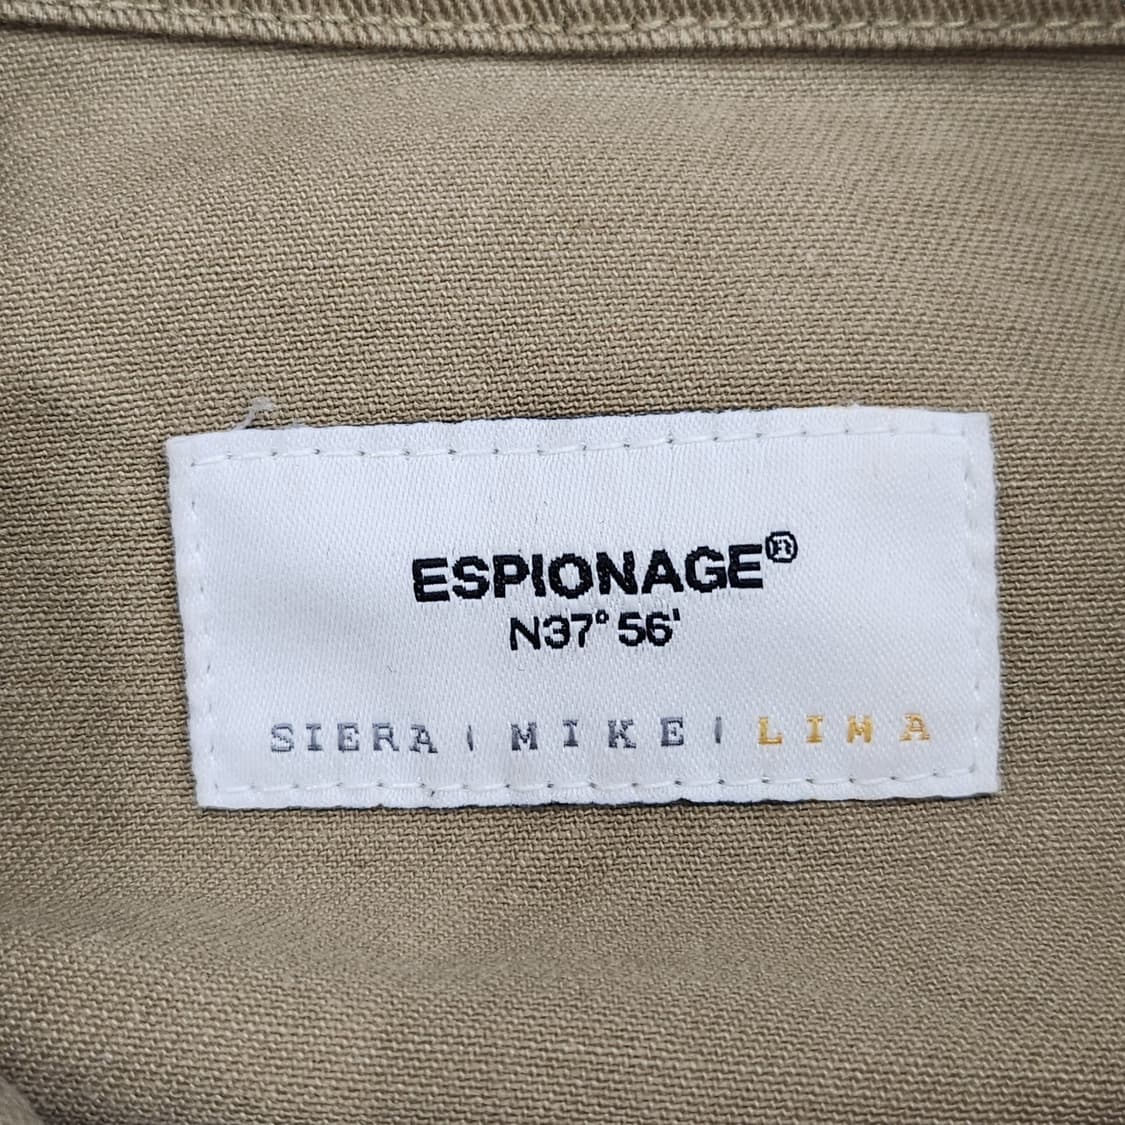 ESPIONAGE®
N37° 56'
SIERA | MIKE | LIMA